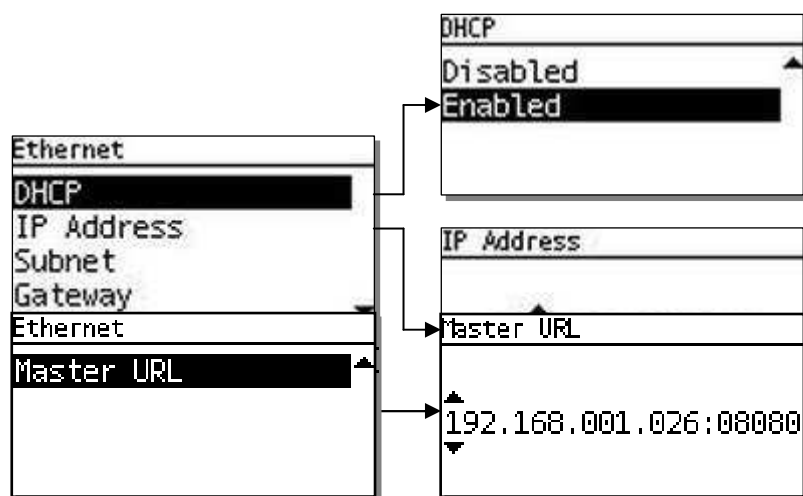 DHCP
Disabled
Enabled
Ethernet
DHCP
IP Address
Subnet
Gateway
IP Address
Ethernet
Master URL
Master URL
192.168.001.026:08080